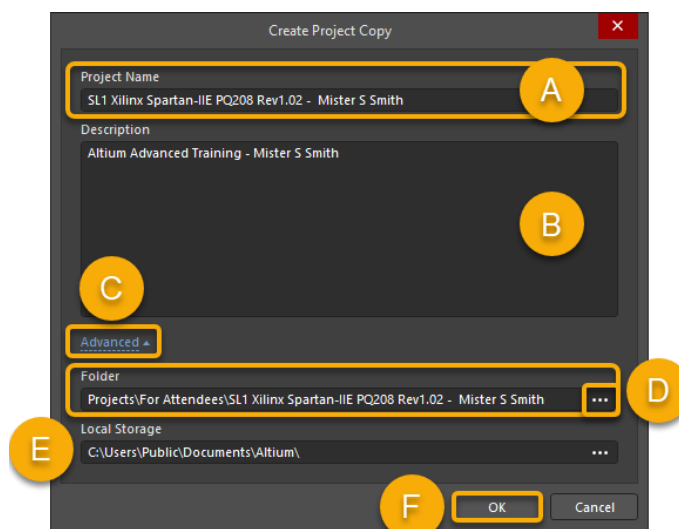 Create Project Copy
Project Name
A
SL1 Xilinx Spartan-IIE PQ208 Rev1.02 -  Mister S Smith
Description
Altium Advanced Training - Mister S Smith
B
C
Advanced
Folder
D
Projects\For Attendees\SL1 Xilinx Spartan-IIE PQ208 Rev1.02 -  Mister S Smith ...
Local Storage
E
C:\Users\Public\Documents\Altium\ ...
F
OK
Cancel